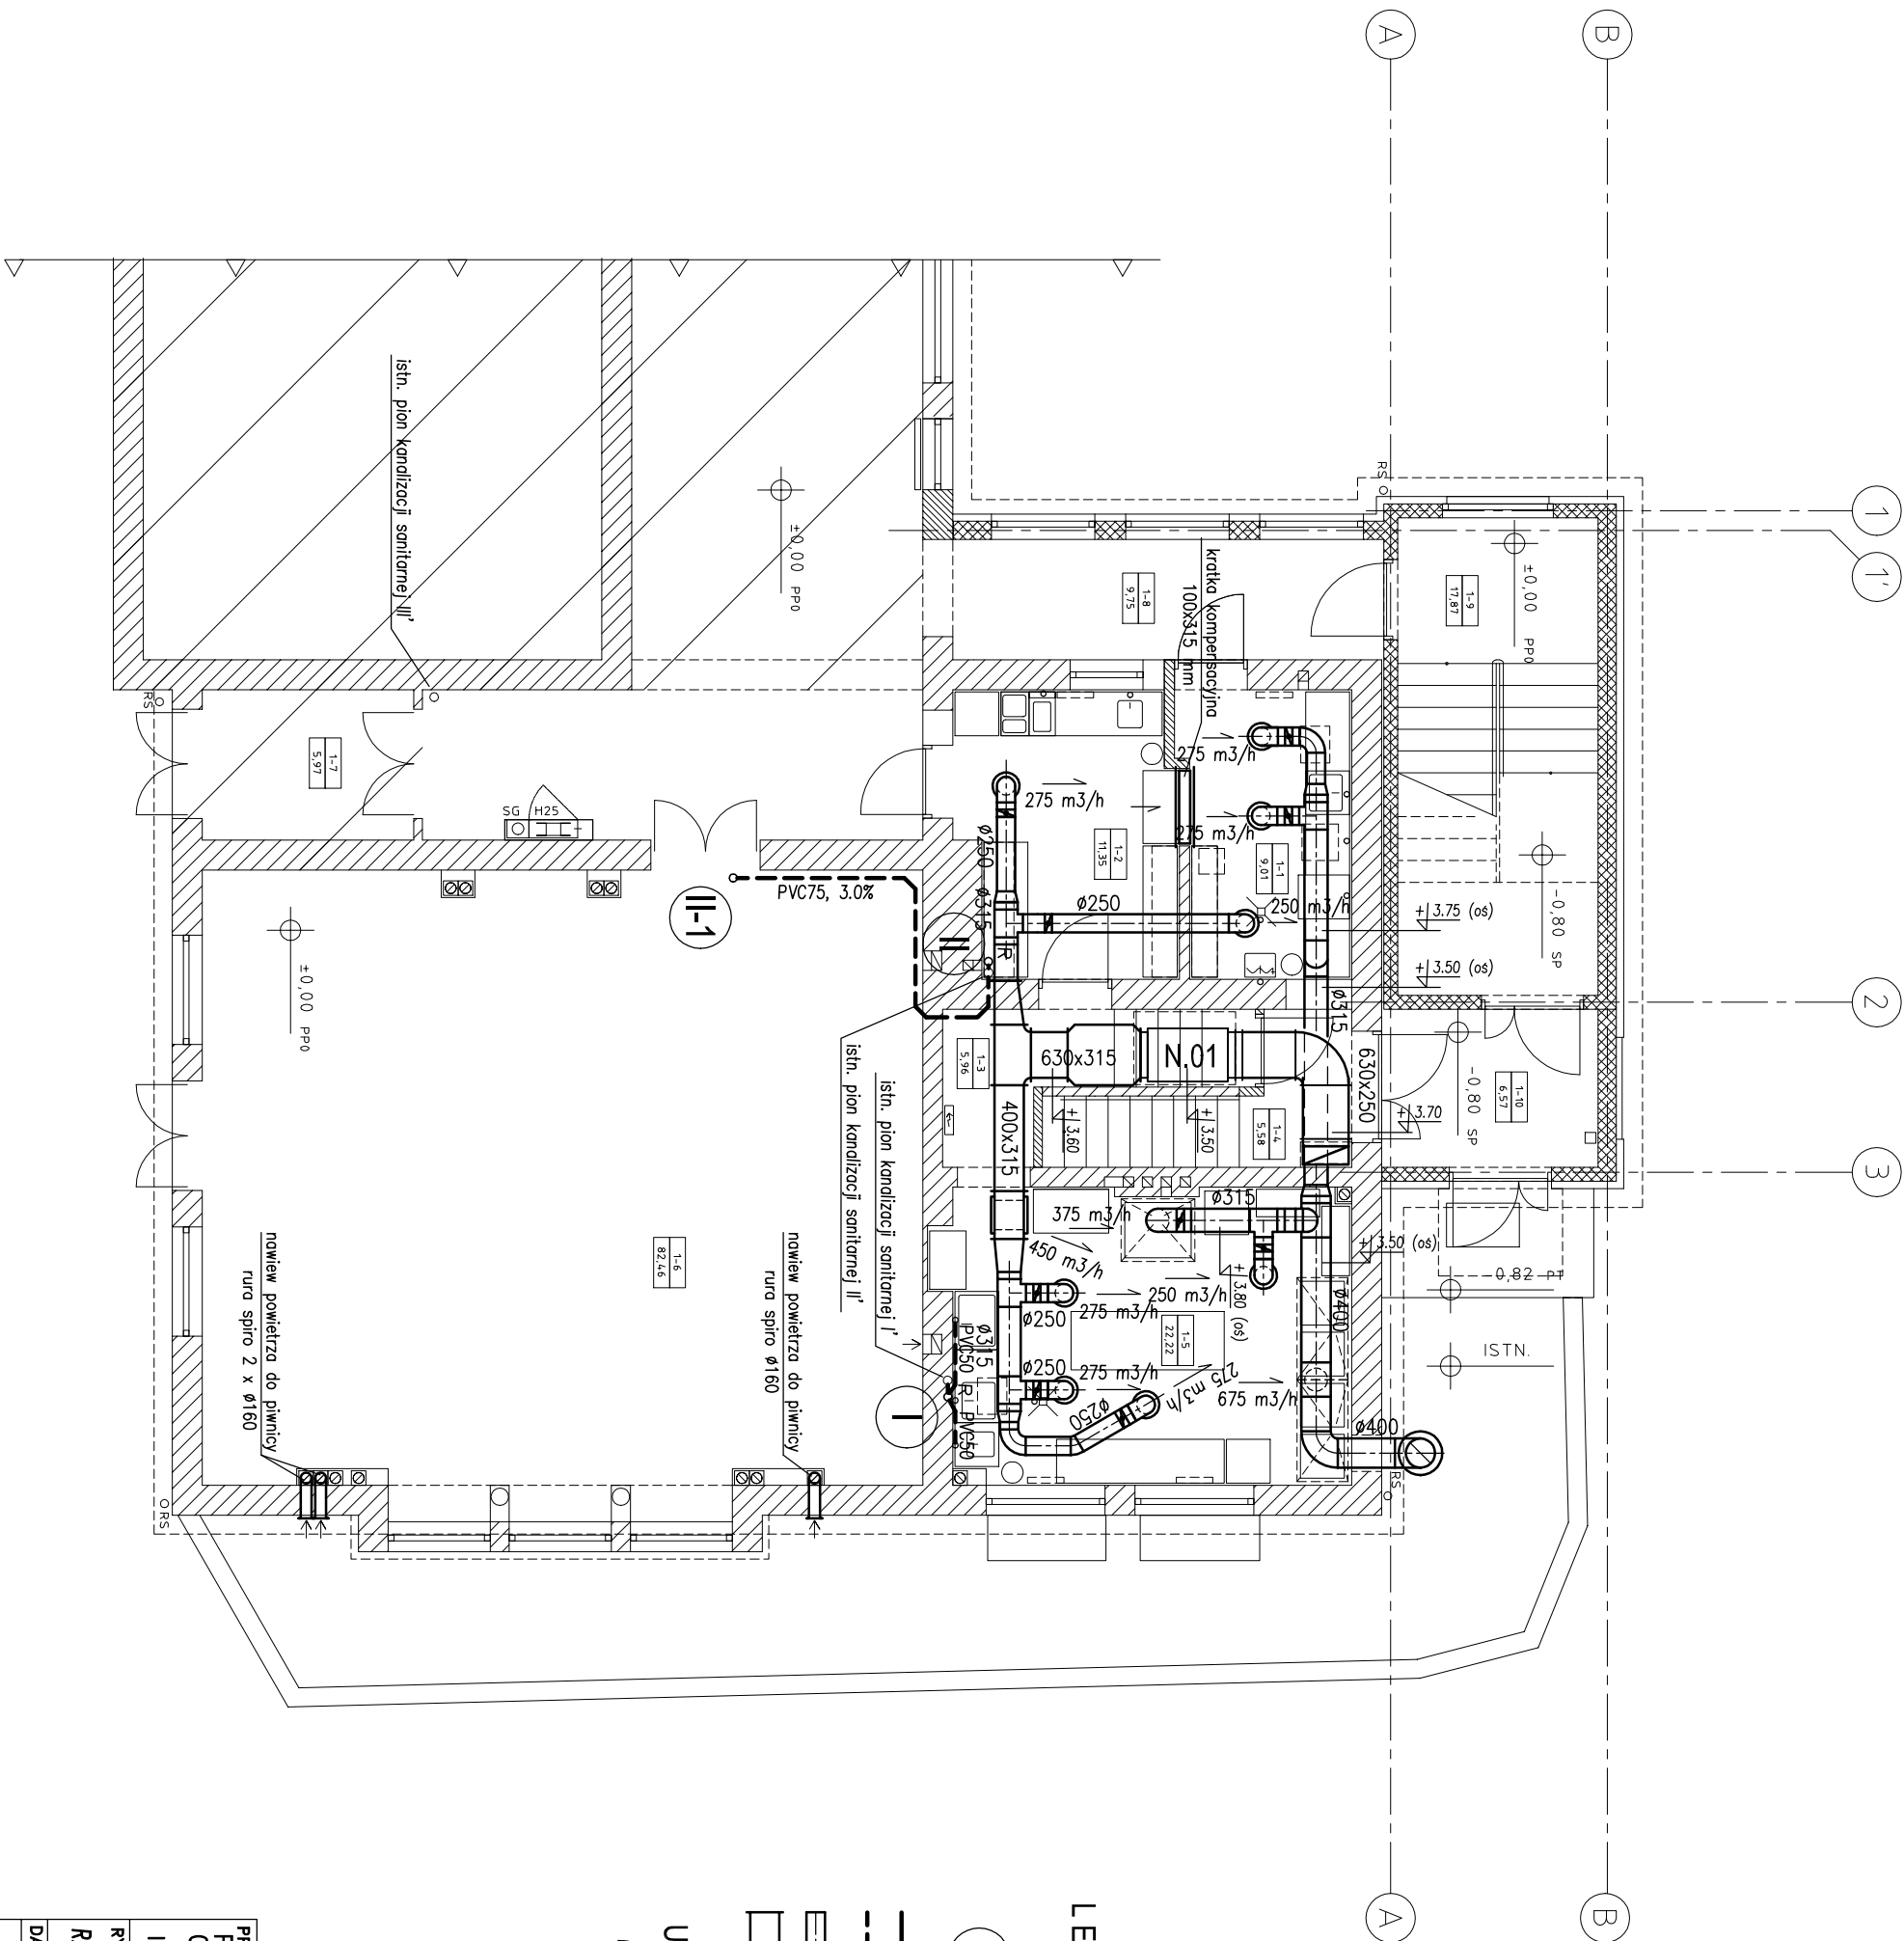 A
B
1
1'
2
3
A
B
RS
±0,00 PP0
1-9
17,87
-0,80 SP
1-10
6,57
-0,80 SP
-0,82 PT
ISTN.
±0,00 PP0
1-8
9,75
kratka kompensacyjna
100x315 mm
istn. pion kanalizacji sanitarnej III'
RS
1-7
5,97
SG
H25
275 m3/h
275 m3/h
275 m3/h
1-2
11,35
1-1
9,01
ø250
ø315
ø250
250 m3/h
+ 3.75 (oś)
+ 3.50 (oś)
ø315
PVC75, 3.0%
II-1
II
R
±0,00 PP0
630x315
N.01
630x250
+ 3.70
1-3
5,96
400x315
+ 3.60
+ 3.50
1-4
5,58
istn. pion kanalizacji sanitarnej II'
istn. pion kanalizacji sanitarnej I'
375 m3/h
ø315
450 m3/h
250 m3/h
+ 3.80 (oś)
+ 3.50 (oś)
ø400
275 m3/h
ø250
ø315
PVC50
1-5
22,22
ø250
275 m3/h
275 m3/h
675 m3/h
ø250
R
PVC50
I
ø400
RS
1-6
82,46
nawiew powietrza do piwnicy
rura spiro ø160
nawiew powietrza do piwnicy
rura spiro 2 x ø160
RS
LE
U